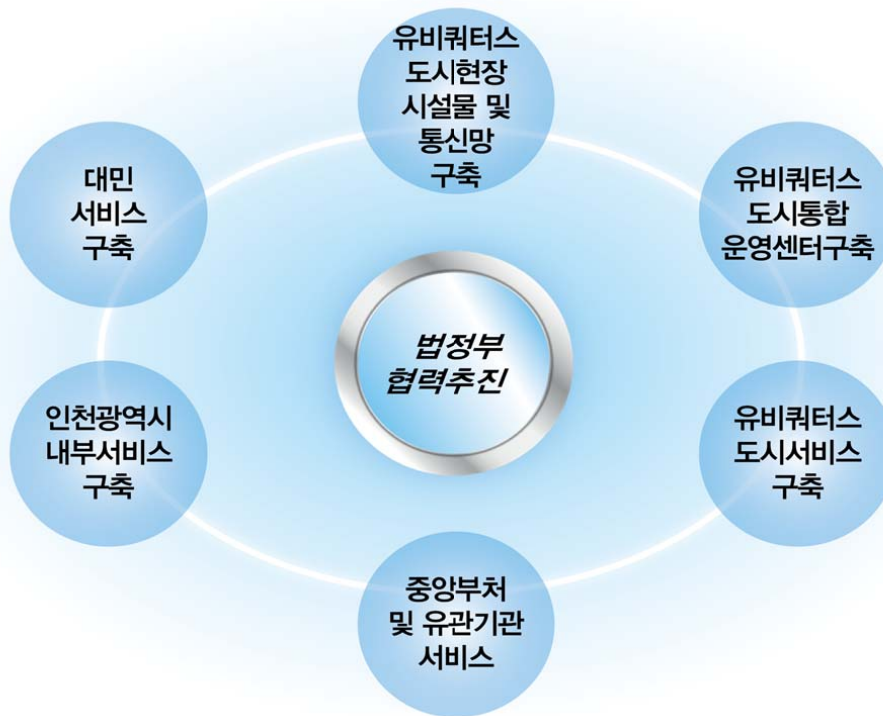 유비쿼터스
도시현장
시설물 및
통신망
구축
대민
서비스
구축
유비쿼터스
도시통합
운영센터구축
법정부
협력추진
인천광역시
내부서비스
구축
유비쿼터스
도시서비스
구축
중앙부처
및 유관기관
서비스